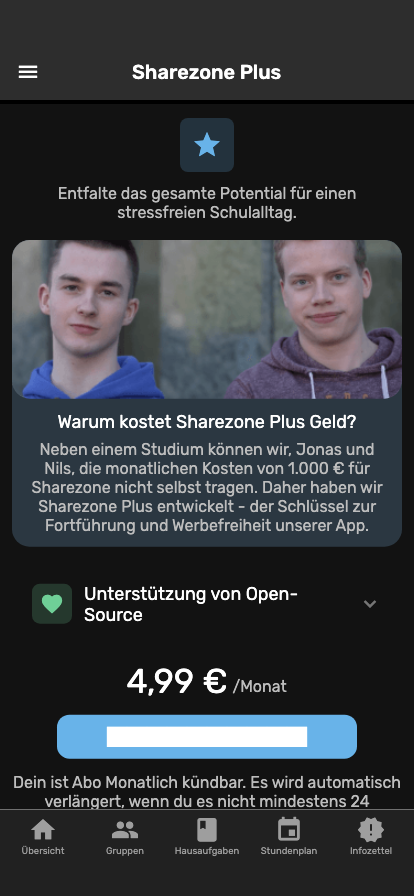 Sharezone Plus
Entfalte das gesamte Potential für einen
stressfreien Schulalltag.
Warum kostet Sharezone Plus Geld?
Neben einem Studium können wir, Jonas und
Nils, die monatlichen Kosten von 1.000 € für
Sharezone nicht selbst tragen. Daher haben wir
Sharezone Plus entwickelt - der Schlüssel zur
Fortführung und Werbefreiheit unserer App.
Unterstützung von Open-
Source
4,99 € /Monat
Dein ist Abo Monatlich kündbar. Es wird automatisch
verlängert, wenn du es nicht mindestens 24
Übersicht
Gruppen
Hausaufgaben
Stundenplan
Infozettel